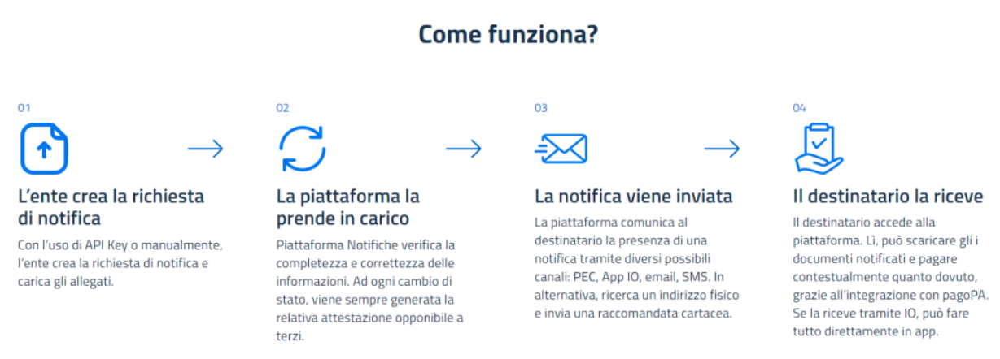 Come funziona?
01
L'ente crea la richiesta
di notifica
Con l'uso di API Key o manualmente,
l'ente crea la richiesta di notifica e
carica gli allegati.
02
La piattaforma la
prende in carico
Piattaforma Notifiche verifica la
completezza e correttezza delle
informazioni. Ad ogni cambio di
stato, viene sempre generata la
relativa attestazione opponibile a
terzi.
03
La notifica viene inviata
La piattaforma comunica al
destinatario la presenza di una
notifica tramite diversi possibili
canali: PEC, App IO, email, SMS. In
alternativa, ricerca un indirizzo fisico
e invia una raccomandata cartacea.
04
Il destinatario la riceve
Il destinatario accede alla
piattaforma. Lì, può scaricare gli i
documenti notificati e pagare
contestualmente quanto dovuto,
grazie all'integrazione con pagoPA.
Se la riceve tramite IO, può fare
tutto direttamente in app.